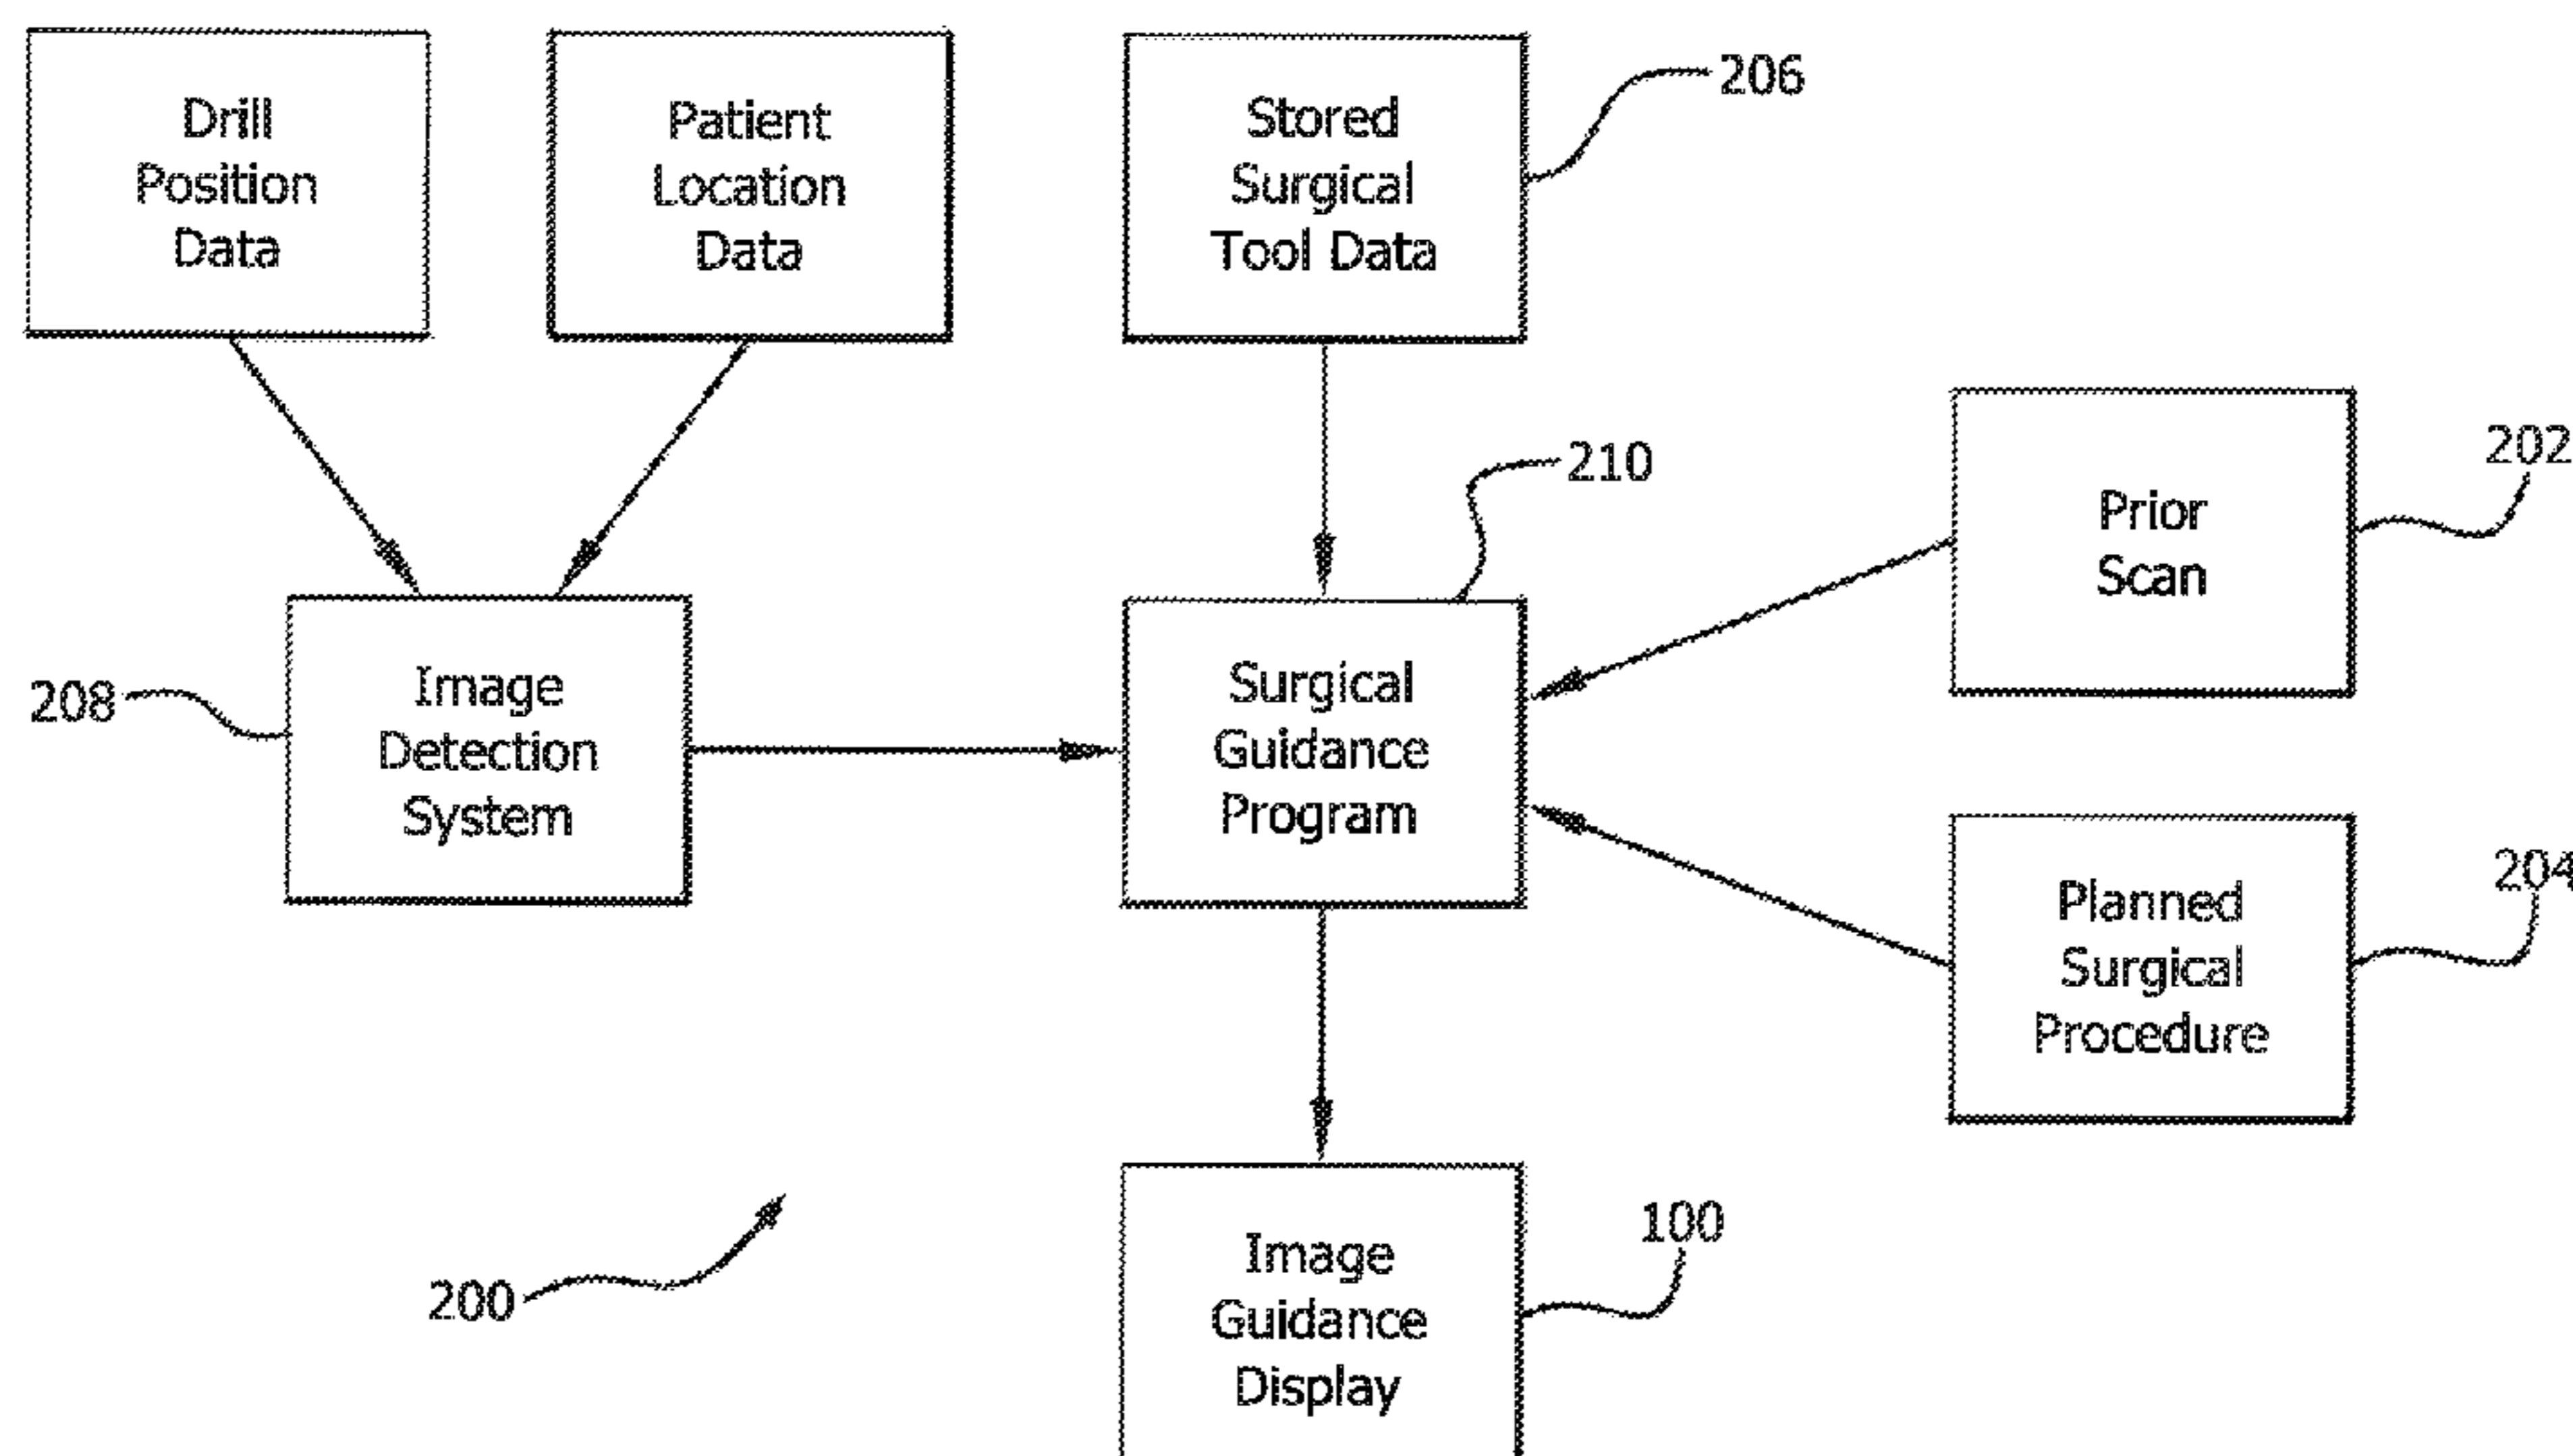 Drill
Position
Data
Patient
Location
Data
Stored
Surgical
Tool Data
206
210
Prior
Scan
202
208
Image
Detection
System
Surgical
Guidance
Program
Planned
Surgical
Procedure
204
200
Image
Guidance
Display
100